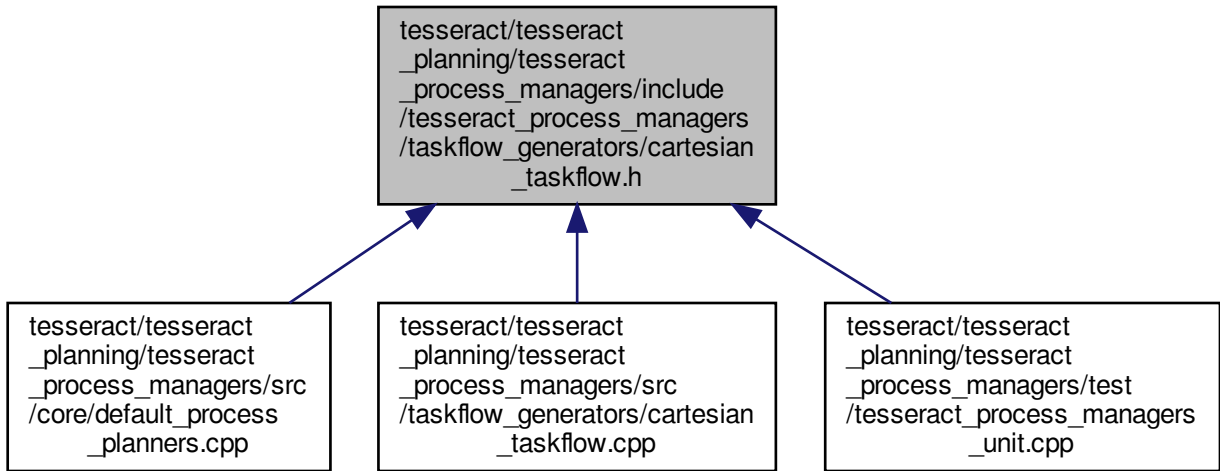 tesseract/tesseract
_planning/tesseract
_process_managers/include
/tesseract_process_managers
/taskflow_generators/cartesian
_taskflow.h
tesseract/tesseract
_planning/tesseract
_process_managers/src
/core/default_process
_planners.cpp
tesseract/tesseract
_planning/tesseract
_process_managers/src
/taskflow_generators/cartesian
_taskflow.cpp
tesseract/tesseract
_planning/tesseract
_process_managers/test
/tesseract_process_managers
_unit.cpp